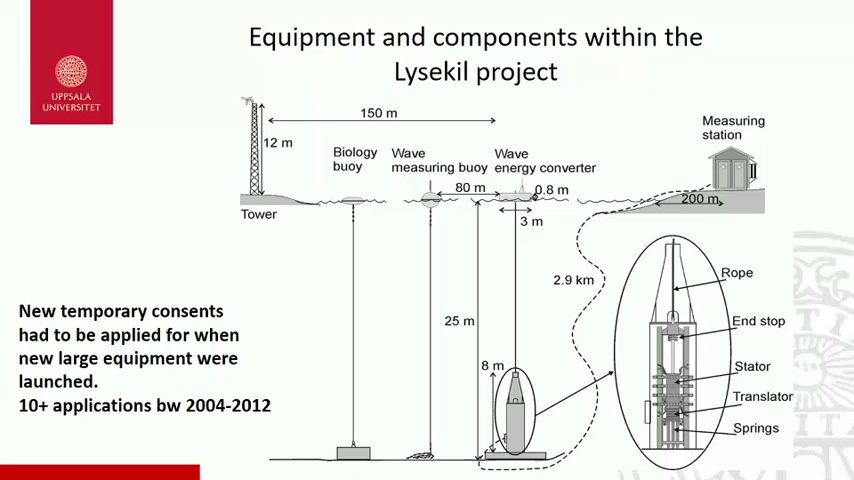 Equipment and components within the
Lysekil project
UPPSALA
UNIVERSITET
150 m
12 m
Tower
Biology
buoy
Wave
measuring buoy
Wave
energy converter
80 m
0.8 m
3 m
Measuring
station
200 m
2.9 km
25 m
8 m
Rope
End stop
Stator
Translator
Springs
New temporary consents
had to be applied for when
new large equipment were
launched.
10+ applications bw 2004-2012